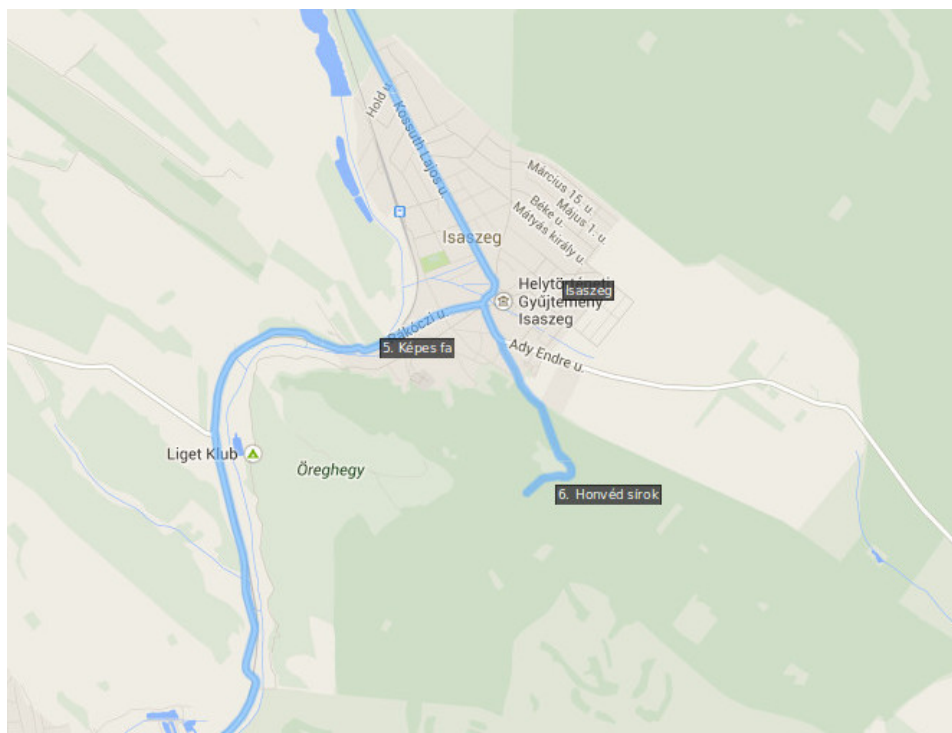 Hold u.
Kossuth Lajos u.
Március 15. u.
Május 1. u.
Béke u.
Mátyás király u.
Isaszeg
Helytörténeti
Gyűjtemény
Isaszeg
Isaszeg
Rákóczi u.
5. Képes fa
Ady Endre u.
Liget Klub
Öreghegy
6. Honvéd sírok